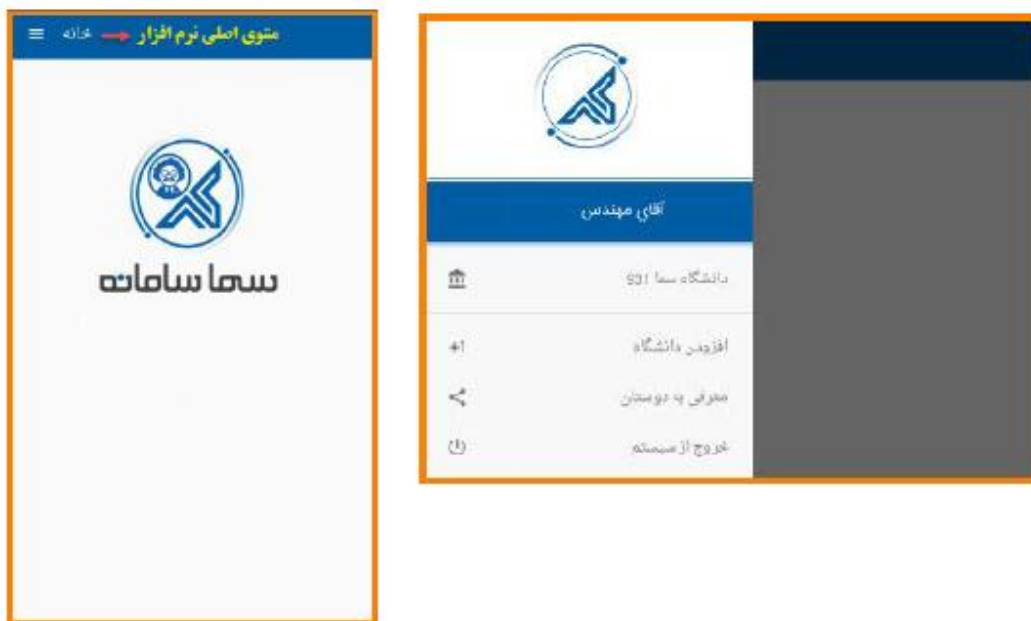 خانه منوی اصلی نرم افزار
سما سامانه
آقای مهندس
دانشگاه سما 931
افزودن دانشگاه
+1
معرفی به دوستان
خروج از سیستم